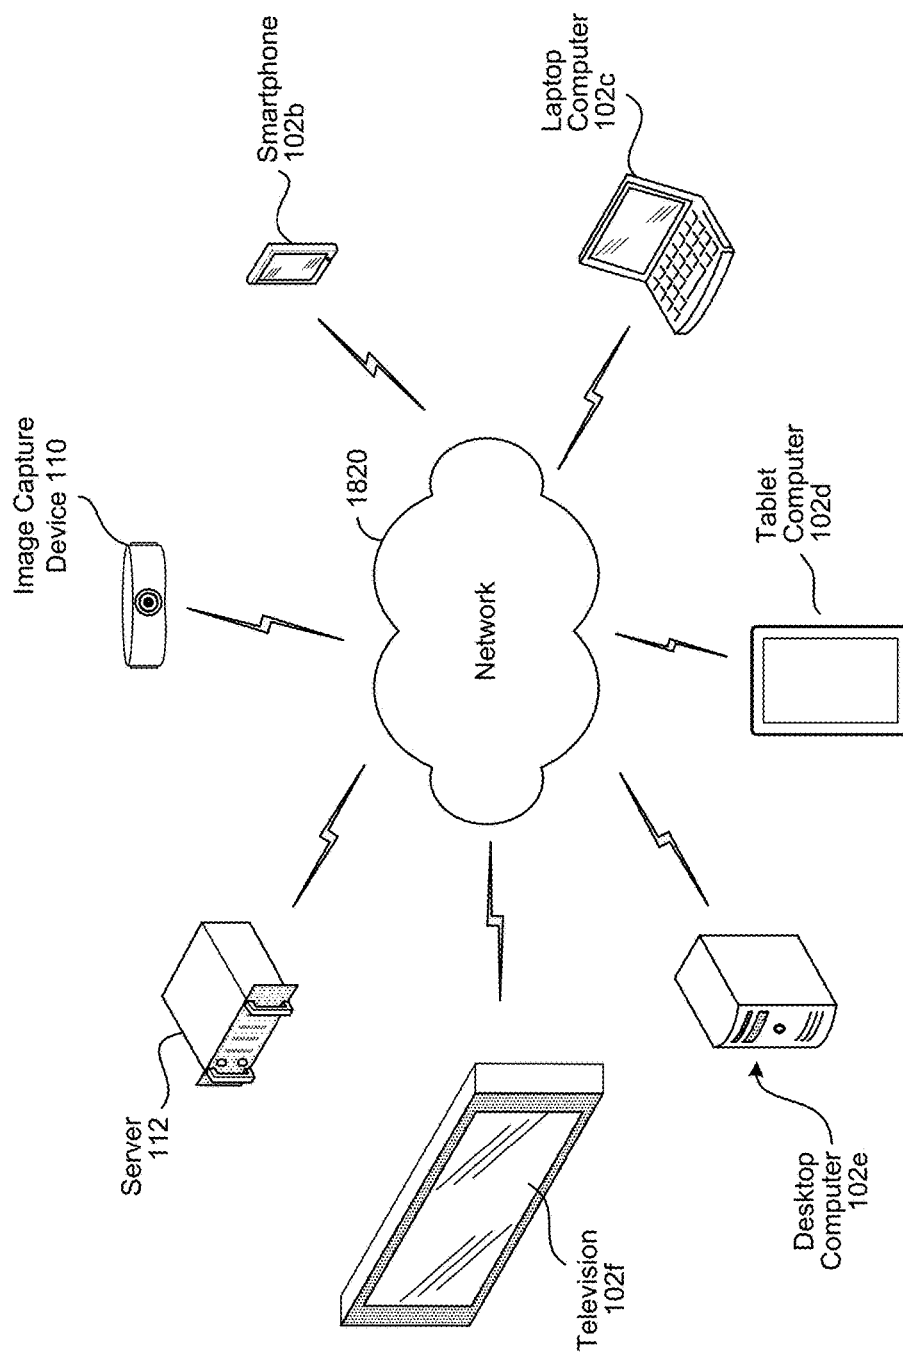 Image Capture
Device 110
Server
112
Smartphone
102b
1820
Network
Laptop
Computer
102c
Television
102f
Tablet
Computer
102d
Desktop
Computer
102e